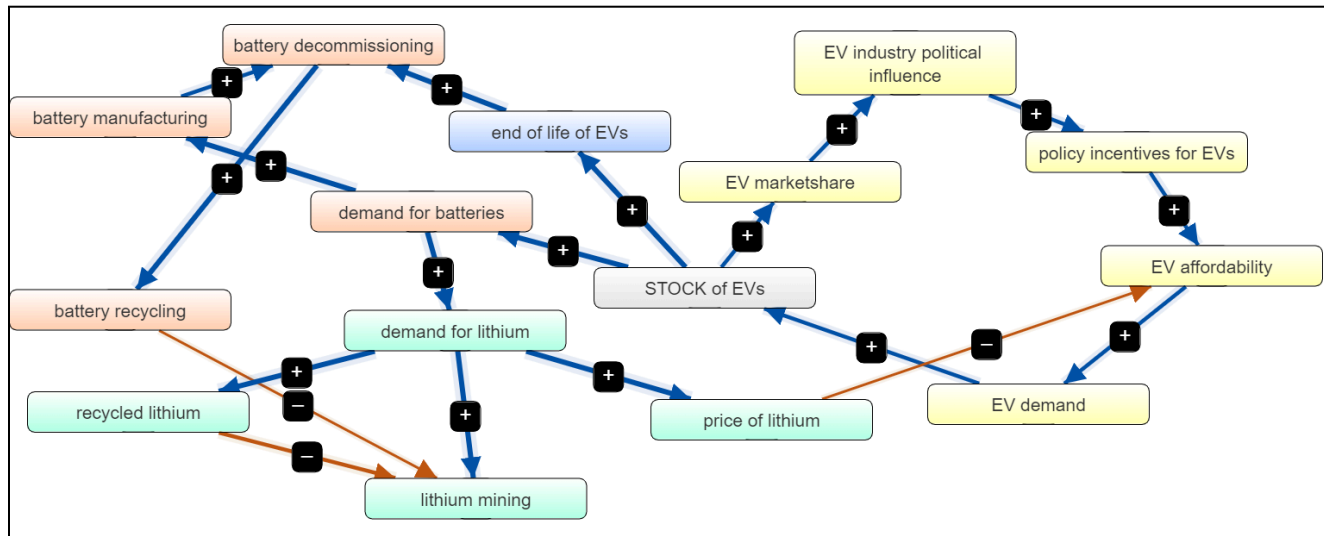 battery decommissioning
EV industry political
influence
+
+
+
battery manufacturing
end of life of EVs
+
+
policy incentives for EVs
+
+
EV marketshare
demand for batteries
+
+
+
+
+
EV affordability
+
STOCK of EVs
battery recycling
demand for lithium
+
+
−
+
+
recycled lithium
−
+
price of lithium
EV demand
−
lithium mining